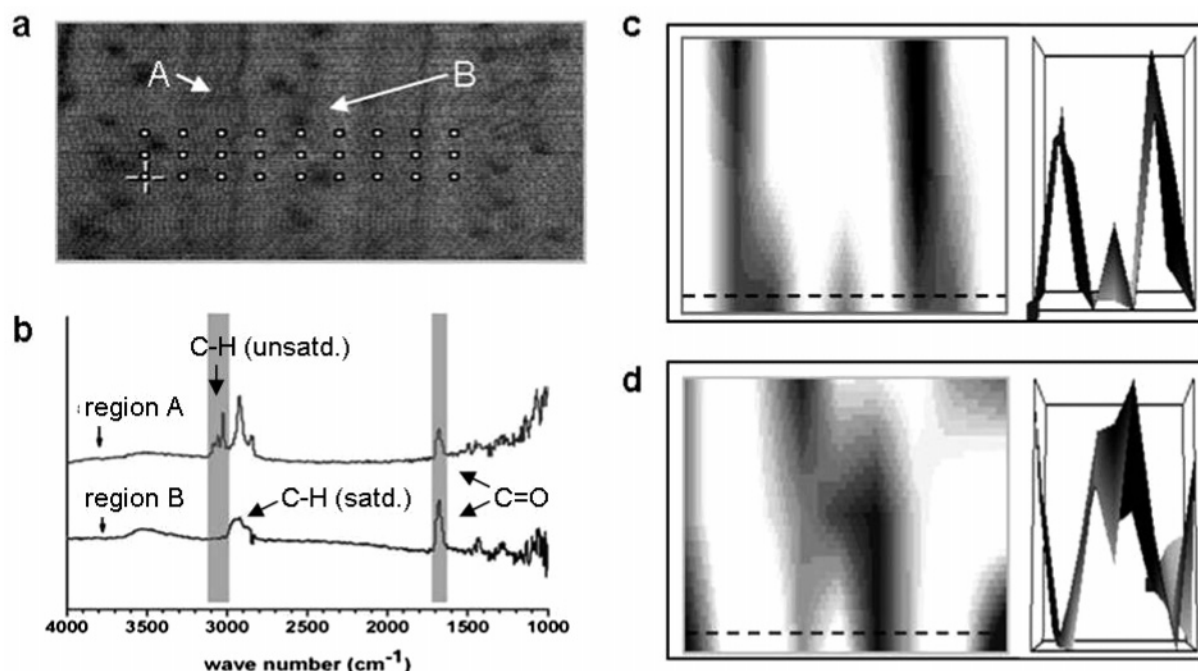 a
A
B
b
C-H (unsatd.)
region A
region B
C-H (satd.)
C=O
4000 3500 3000 2500 2000 1500 1000
wave number (cm⁻¹)
c
d